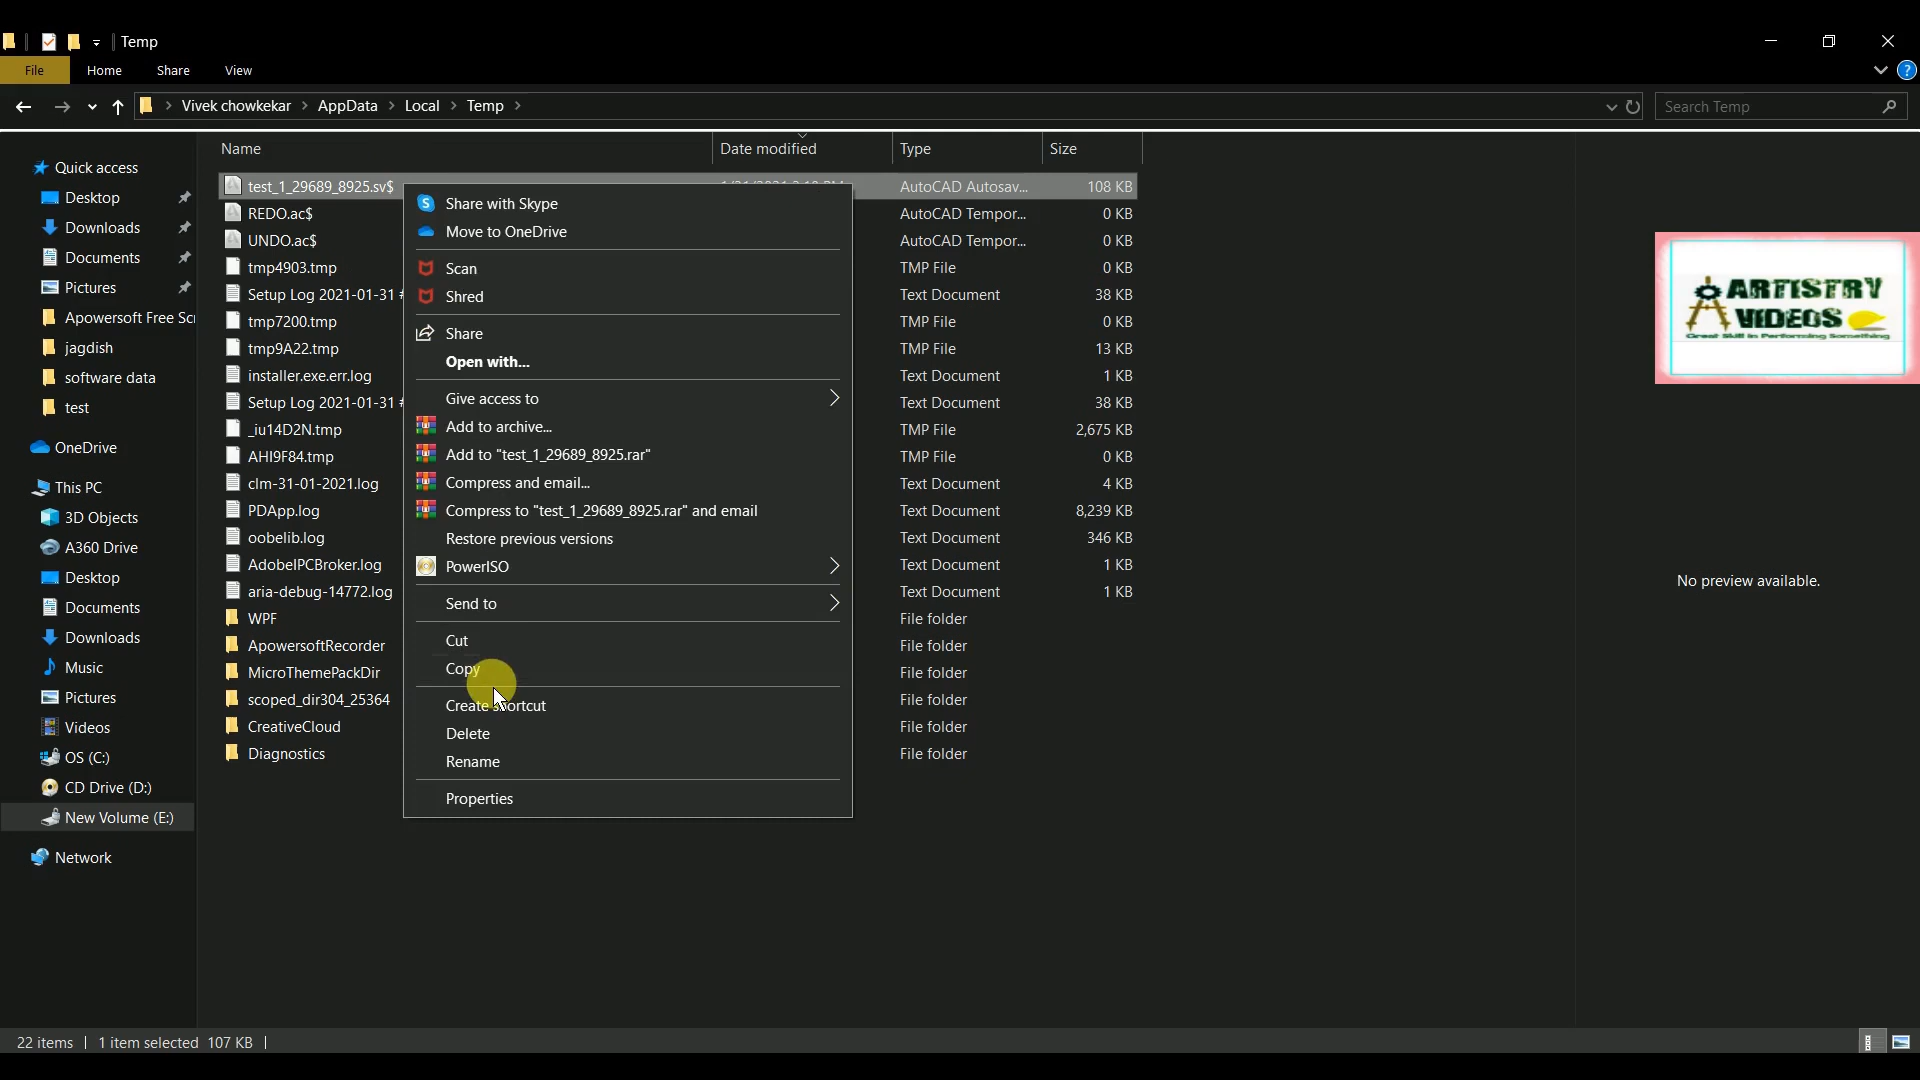 Temp
File Home Share View
Vivek chowkekar AppData Local Temp Search Temp
Name Date modified Type Size
Quick access
Desktop
Downloads
Documents
Pictures
Apowersoft Free Scr
jagdish
software data
test
OneDrive
This PC
3D Objects
A360 Drive
Desktop
Documents
Downloads
Music
Pictures
Videos
OS (C:)
CD Drive (D:)
New Volume (E:)
Network
test_1_29689_8925.sv$ AutoCAD Autosav... 108 KB
REDO.ac$ AutoCAD Tempor... 0 KB
UNDO.ac$ AutoCAD Tempor... 0 KB
tmp4903.tmp TMP File 0 KB
Setup Log 2021-01-31 # Text Document 38 KB
tmp7200.tmp TMP File 0 KB
tmp9A22.tmp TMP File 13 KB
installer.exe.err.log Text Document 1 KB
Setup Log 2021-01-31 # Text Document 38 KB
_iu14D2N.tmp TMP File 2,675 KB
AHI9F84.tmp TMP File 0 KB
clm-31-01-2021.log Text Document 4 KB
PDApp.log Text Document 8,239 KB
oobelib.log Text Document 346 KB
AdobeIPCBroker.log Text Document 1 KB
aria-debug-14772.log Text Document 1 KB
WPF File folder
ApowersoftRecorder File folder
MicroThemePackDir File folder
scoped_dir304_25364 File folder
CreativeCloud File folder
Diagnostics File folder
Share with Skype
Move to OneDrive
Scan
Shred
Share
Open with...
Give access to
Add to archive...
Add to "test_1_29689_8925.rar"
Compress and email...
Compress to "test_1_29689_8925.rar" and email
Restore previous versions
PowerISO
Send to
Cut
Copy
Create shortcut
Delete
Rename
Properties
ARTISTRY
VIDEOS
Great Skill in Performing Something
No preview available.
22 items 1 item selected 107 KB